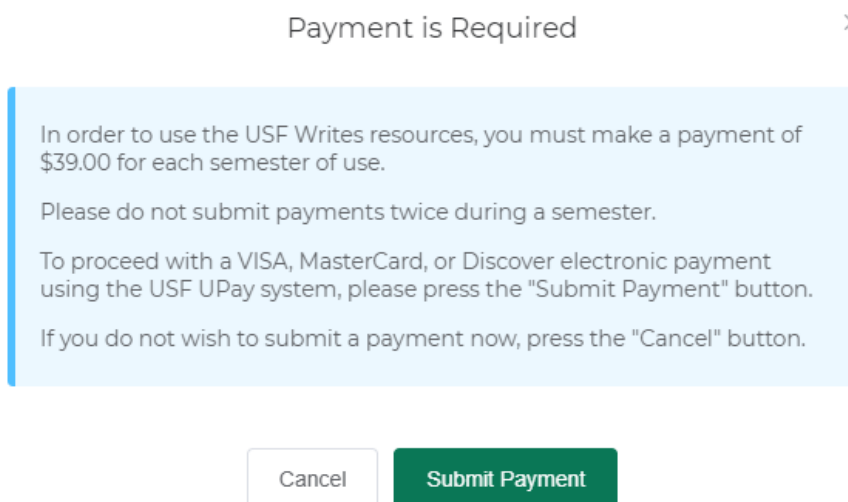 Payment is Required
In order to use the USF Writes resources, you must make a payment of
$39.00 for each semester of use.
Please do not submit payments twice during a semester.
To proceed with a VISA, MasterCard, or Discover electronic payment
using the USF UPay system, please press the "Submit Payment" button.
If you do not wish to submit a payment now, press the "Cancel" button.
Cancel
Submit Payment